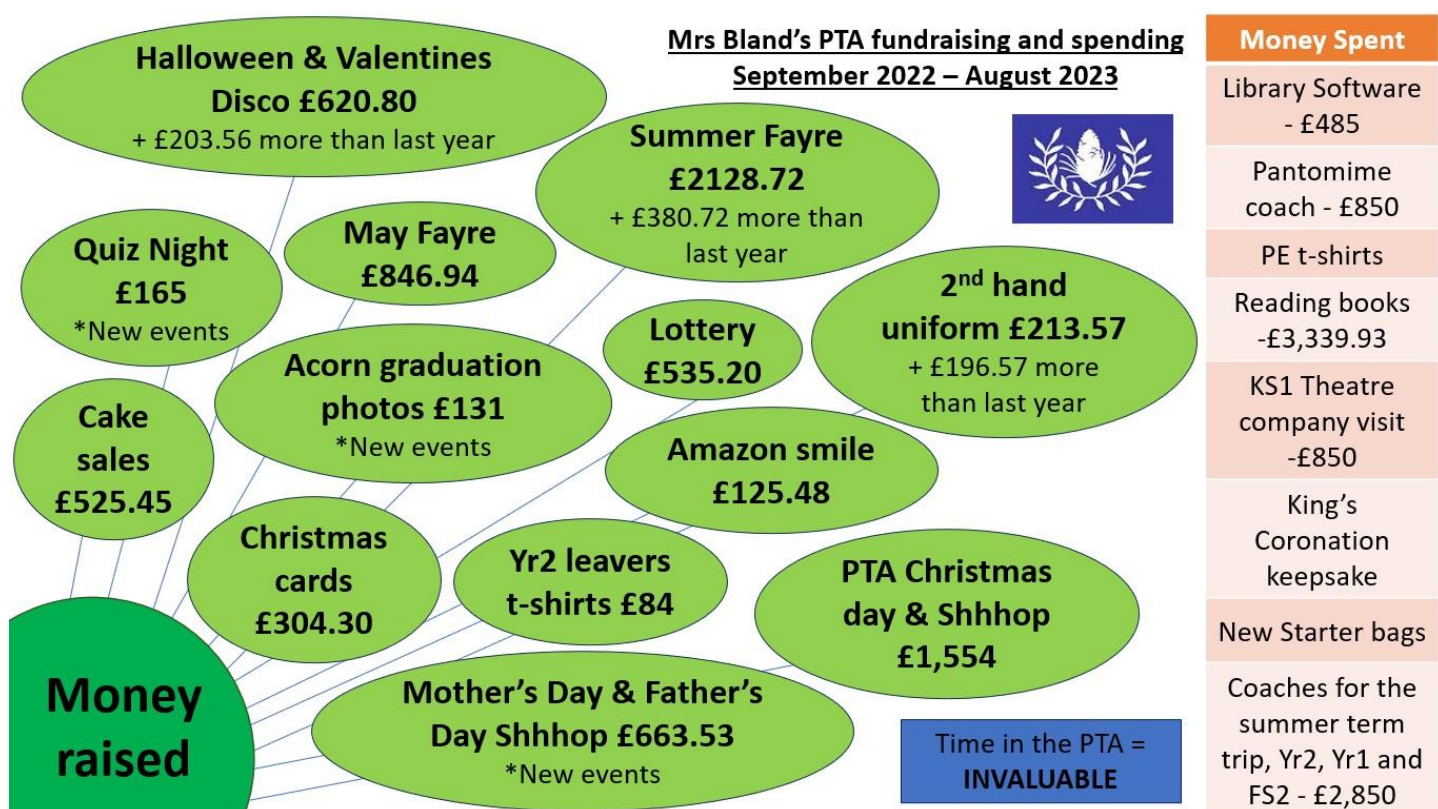 Mrs Bland's PTA fundraising and spending
September 2022 – August 2023
Halloween & Valentines
Disco £620.80
+ £203.56 more than last year
Summer Fayre
£2128.72
+ £380.72 more than
last year
Quiz Night
£165
*New events
May Fayre
£846.94
2nd hand
uniform £213.57
+ £196.57 more
than last year
Lottery
£535.20
Acorn graduation
photos £131
*New events
Cake
sales
£525.45
Amazon smile
£125.48
Christmas
cards
£304.30
Yr2 leavers
t-shirts £84
PTA Christmas
day & Shhhop
£1,554
Mother's Day & Father's
Day Shhhop £663.53
*New events
Money
raised
Time in the PTA =
INVALUABLE
Money Spent
Library Software
- £485
Pantomime
coach - £850
PE t-shirts
Reading books
-£3,339.93
KS1 Theatre
company visit
-£850
King's
Coronation
keepsake
New Starter bags
Coaches for the
summer term
trip, Yr2, Yr1 and
FS2 - £2,850